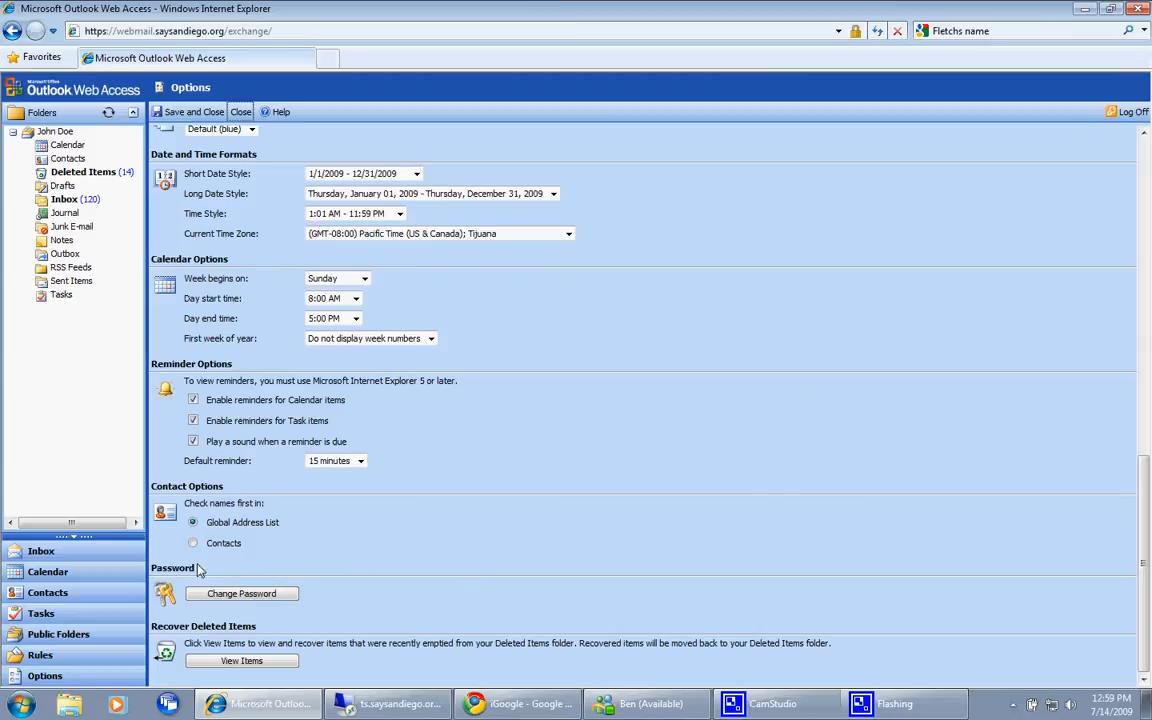 Microsoft Outlook Web Access - Windows Internet Explorer
https://webmail.saysandiego.org/exchange/
Fletchs name
Favorites
Microsoft Outlook Web Access
Microsoft Office
Outlook Web Access
Options
Folders
Save and Close
Close
Help
Log Off
John Doe
Calendar
Contacts
Deleted Items (14)
Drafts
Inbox (120)
Journal
Junk E-mail
Notes
Outbox
RSS Feeds
Sent Items
Tasks
Default (blue)
Date and Time Formats
Short Date Style: 1/1/2009 - 12/31/2009
Long Date Style: Thursday, January 01, 2009 - Thursday, December 31, 2009
Time Style: 1:01 AM - 11:59 PM
Current Time Zone: (GMT-08:00) Pacific Time (US & Canada); Tijuana
Calendar Options
Week begins on: Sunday
Day start time: 8:00 AM
Day end time: 5:00 PM
First week of year: Do not display week numbers
Reminder Options
To view reminders, you must use Microsoft Internet Explorer 5 or later.
Enable reminders for Calendar items
Enable reminders for Task items
Play a sound when a reminder is due
Default reminder: 15 minutes
Contact Options
Check names first in:
Global Address List
Contacts
Password
Change Password
Recover Deleted Items
Click View Items to view and recover items that were recently emptied from your Deleted Items folder. Recovered items will be moved back to your Deleted Items folder.
View Items
Inbox
Calendar
Contacts
Tasks
Public Folders
Rules
Options
Microsoft Outloo...
ts.saysandiego.org...
iGoogle - Google ...
Ben (Available)
CamStudio
Flashing
12:59 PM
7/14/2009